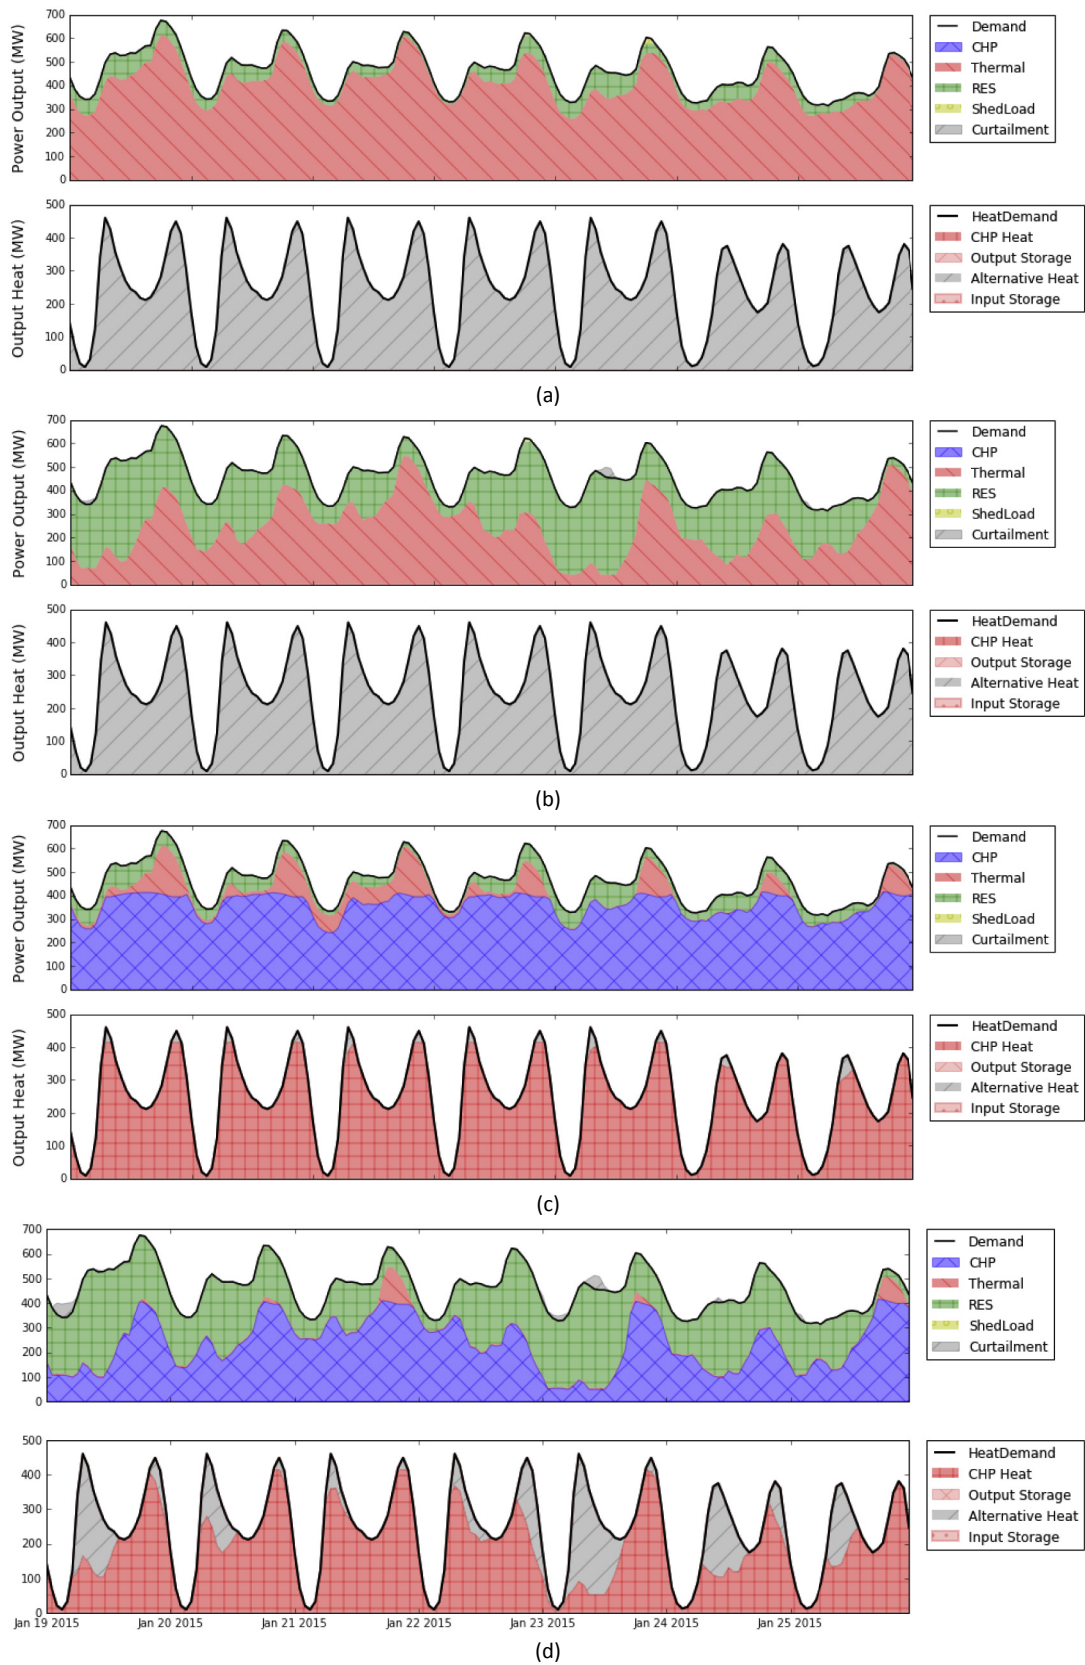 700
600
500
400
300
200
100
0
Power Output (MW)
Demand
CHP
Thermal
RES
ShedLoad
Curtailment
500
400
300
200
100
0
Output Heat (MW)
HeatDemand
CHP Heat
Output Storage
Alternative Heat
Input Storage
(a)
700
600
500
400
300
200
100
0
Power Output (MW)
Demand
CHP
Thermal
RES
ShedLoad
Curtailment
500
400
300
200
100
0
Output Heat (MW)
HeatDemand
CHP Heat
Output Storage
Alternative Heat
Input Storage
(b)
700
600
500
400
300
200
100
0
Power Output (MW)
Demand
CHP
Thermal
RES
ShedLoad
Curtailment
500
400
300
200
100
0
Output Heat (MW)
HeatDemand
CHP Heat
Output Storage
Alternative Heat
Input Storage
(c)
700
600
500
400
300
200
100
0
Demand
CHP
Thermal
RES
ShedLoad
Curtailment
500
400
300
200
100
0
HeatDemand
CHP Heat
Output Storage
Alternative Heat
Input Storage
Jan 19 2015 Jan 20 2015 Jan 21 2015 Jan 22 2015 Jan 23 2015 Jan 24 2015 Jan 25 2015
(d)